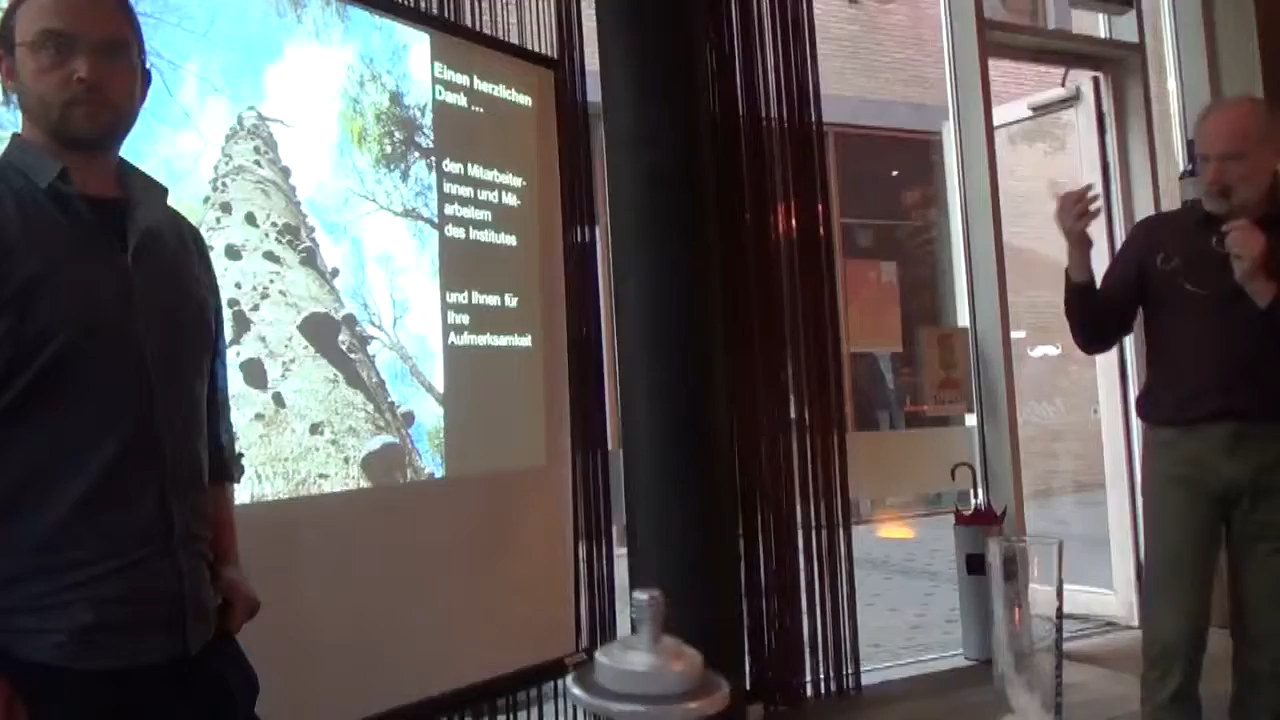 Einen herzlichen
Dank ...
den Mitarbeiter-
innen und Mit-
arbeitern
des Institutes
und Ihnen für
Ihre
Aufmerksamkeit